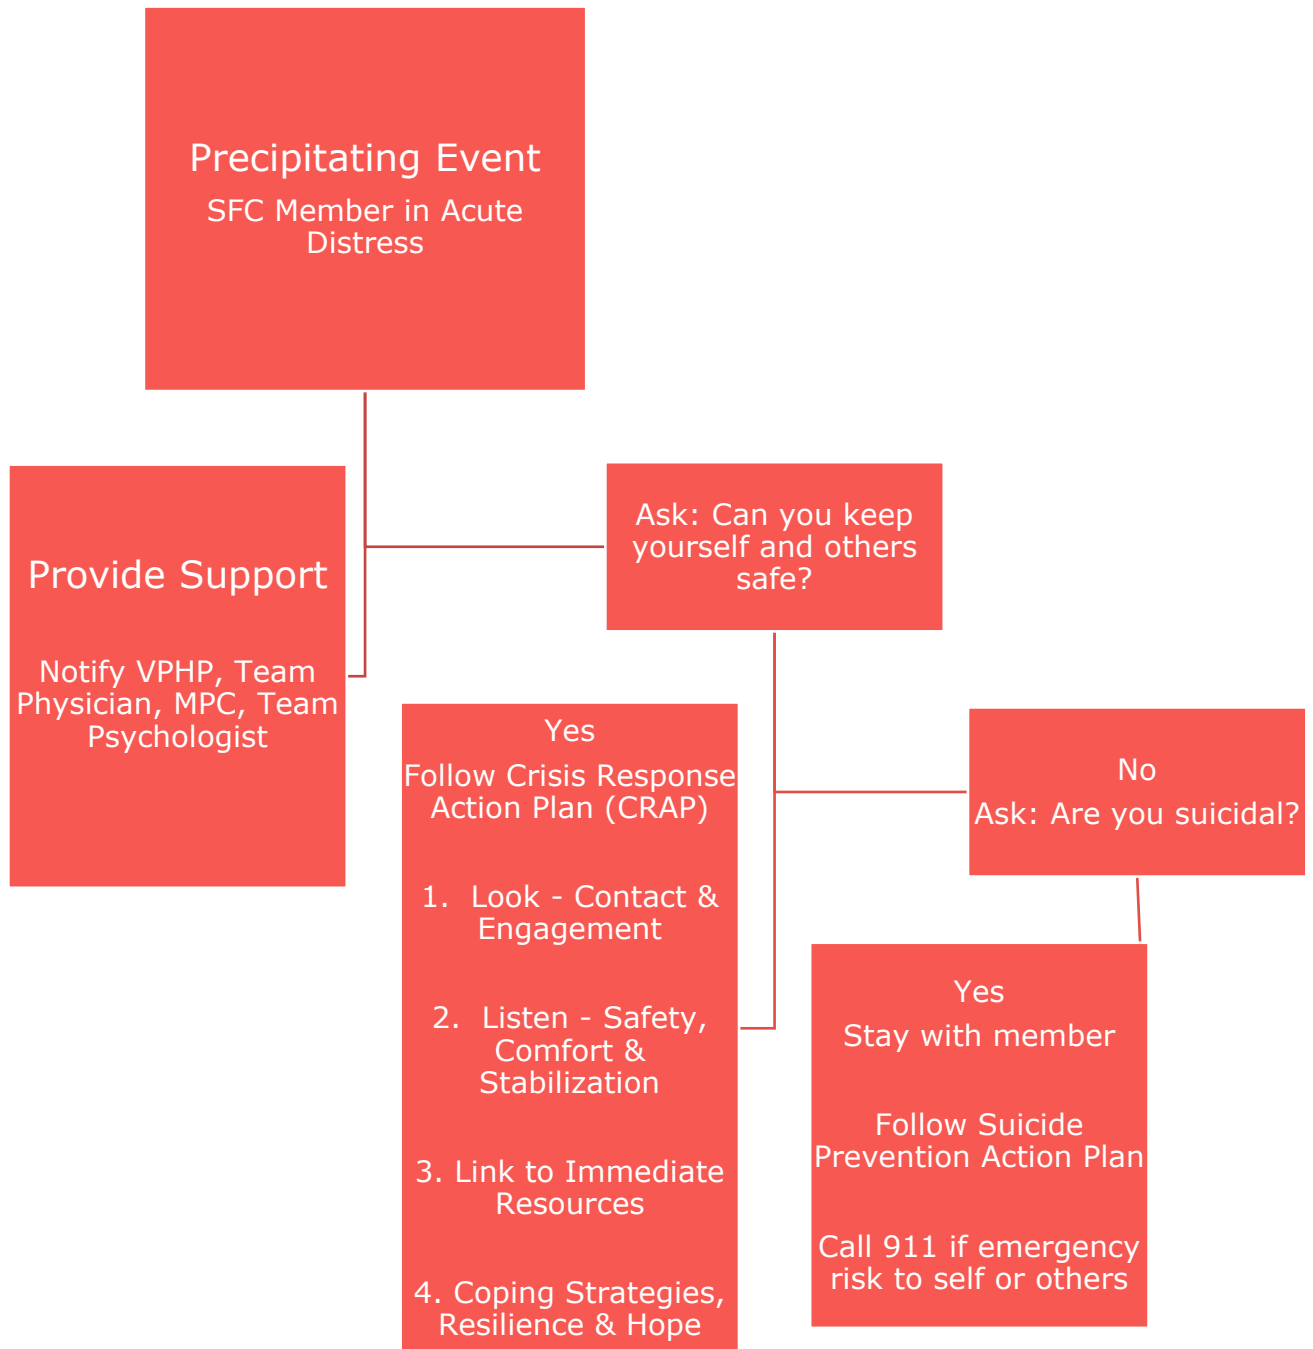 Precipitating Event
SFC Member in Acute
Distress
Provide Support
Notify VPHP, Team
Physician, MPC, Team
Psychologist
Ask: Can you keep
yourself and others
safe?
Yes
Follow Crisis Response
Action Plan (CRAP)
1. Look - Contact &
Engagement
2. Listen - Safety,
Comfort &
Stabilization
3. Link to Immediate
Resources
4. Coping Strategies,
Resilience & Hope
No
Ask: Are you suicidal?
Yes
Stay with member
Follow Suicide
Prevention Action Plan
Call 911 if emergency
risk to self or others